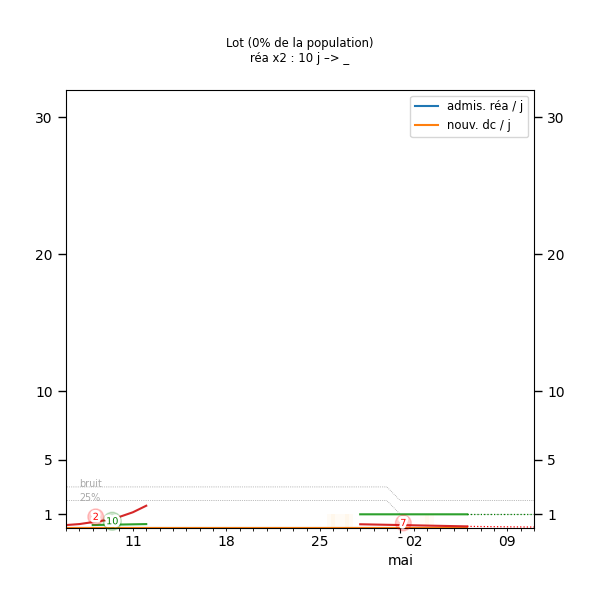 Lot (0% de la population)
réa x2 : 10 j –> _
admis. réa / j
nouv. dc / j
30 30
20 20
10 10
5 5
bruit
25%
1 2 10 7 1
11 18 25 - 02 09
mai